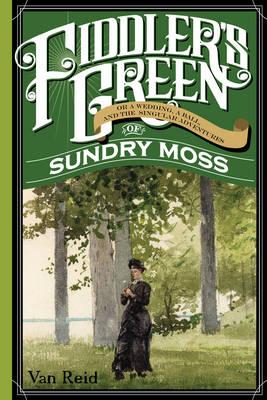 FIDDLER'S
GREEN
OR A WEDDING, A BALL,
AND THE SINGULAR ADVENTURES
OF
SUNDRY MOSS
Van Reid